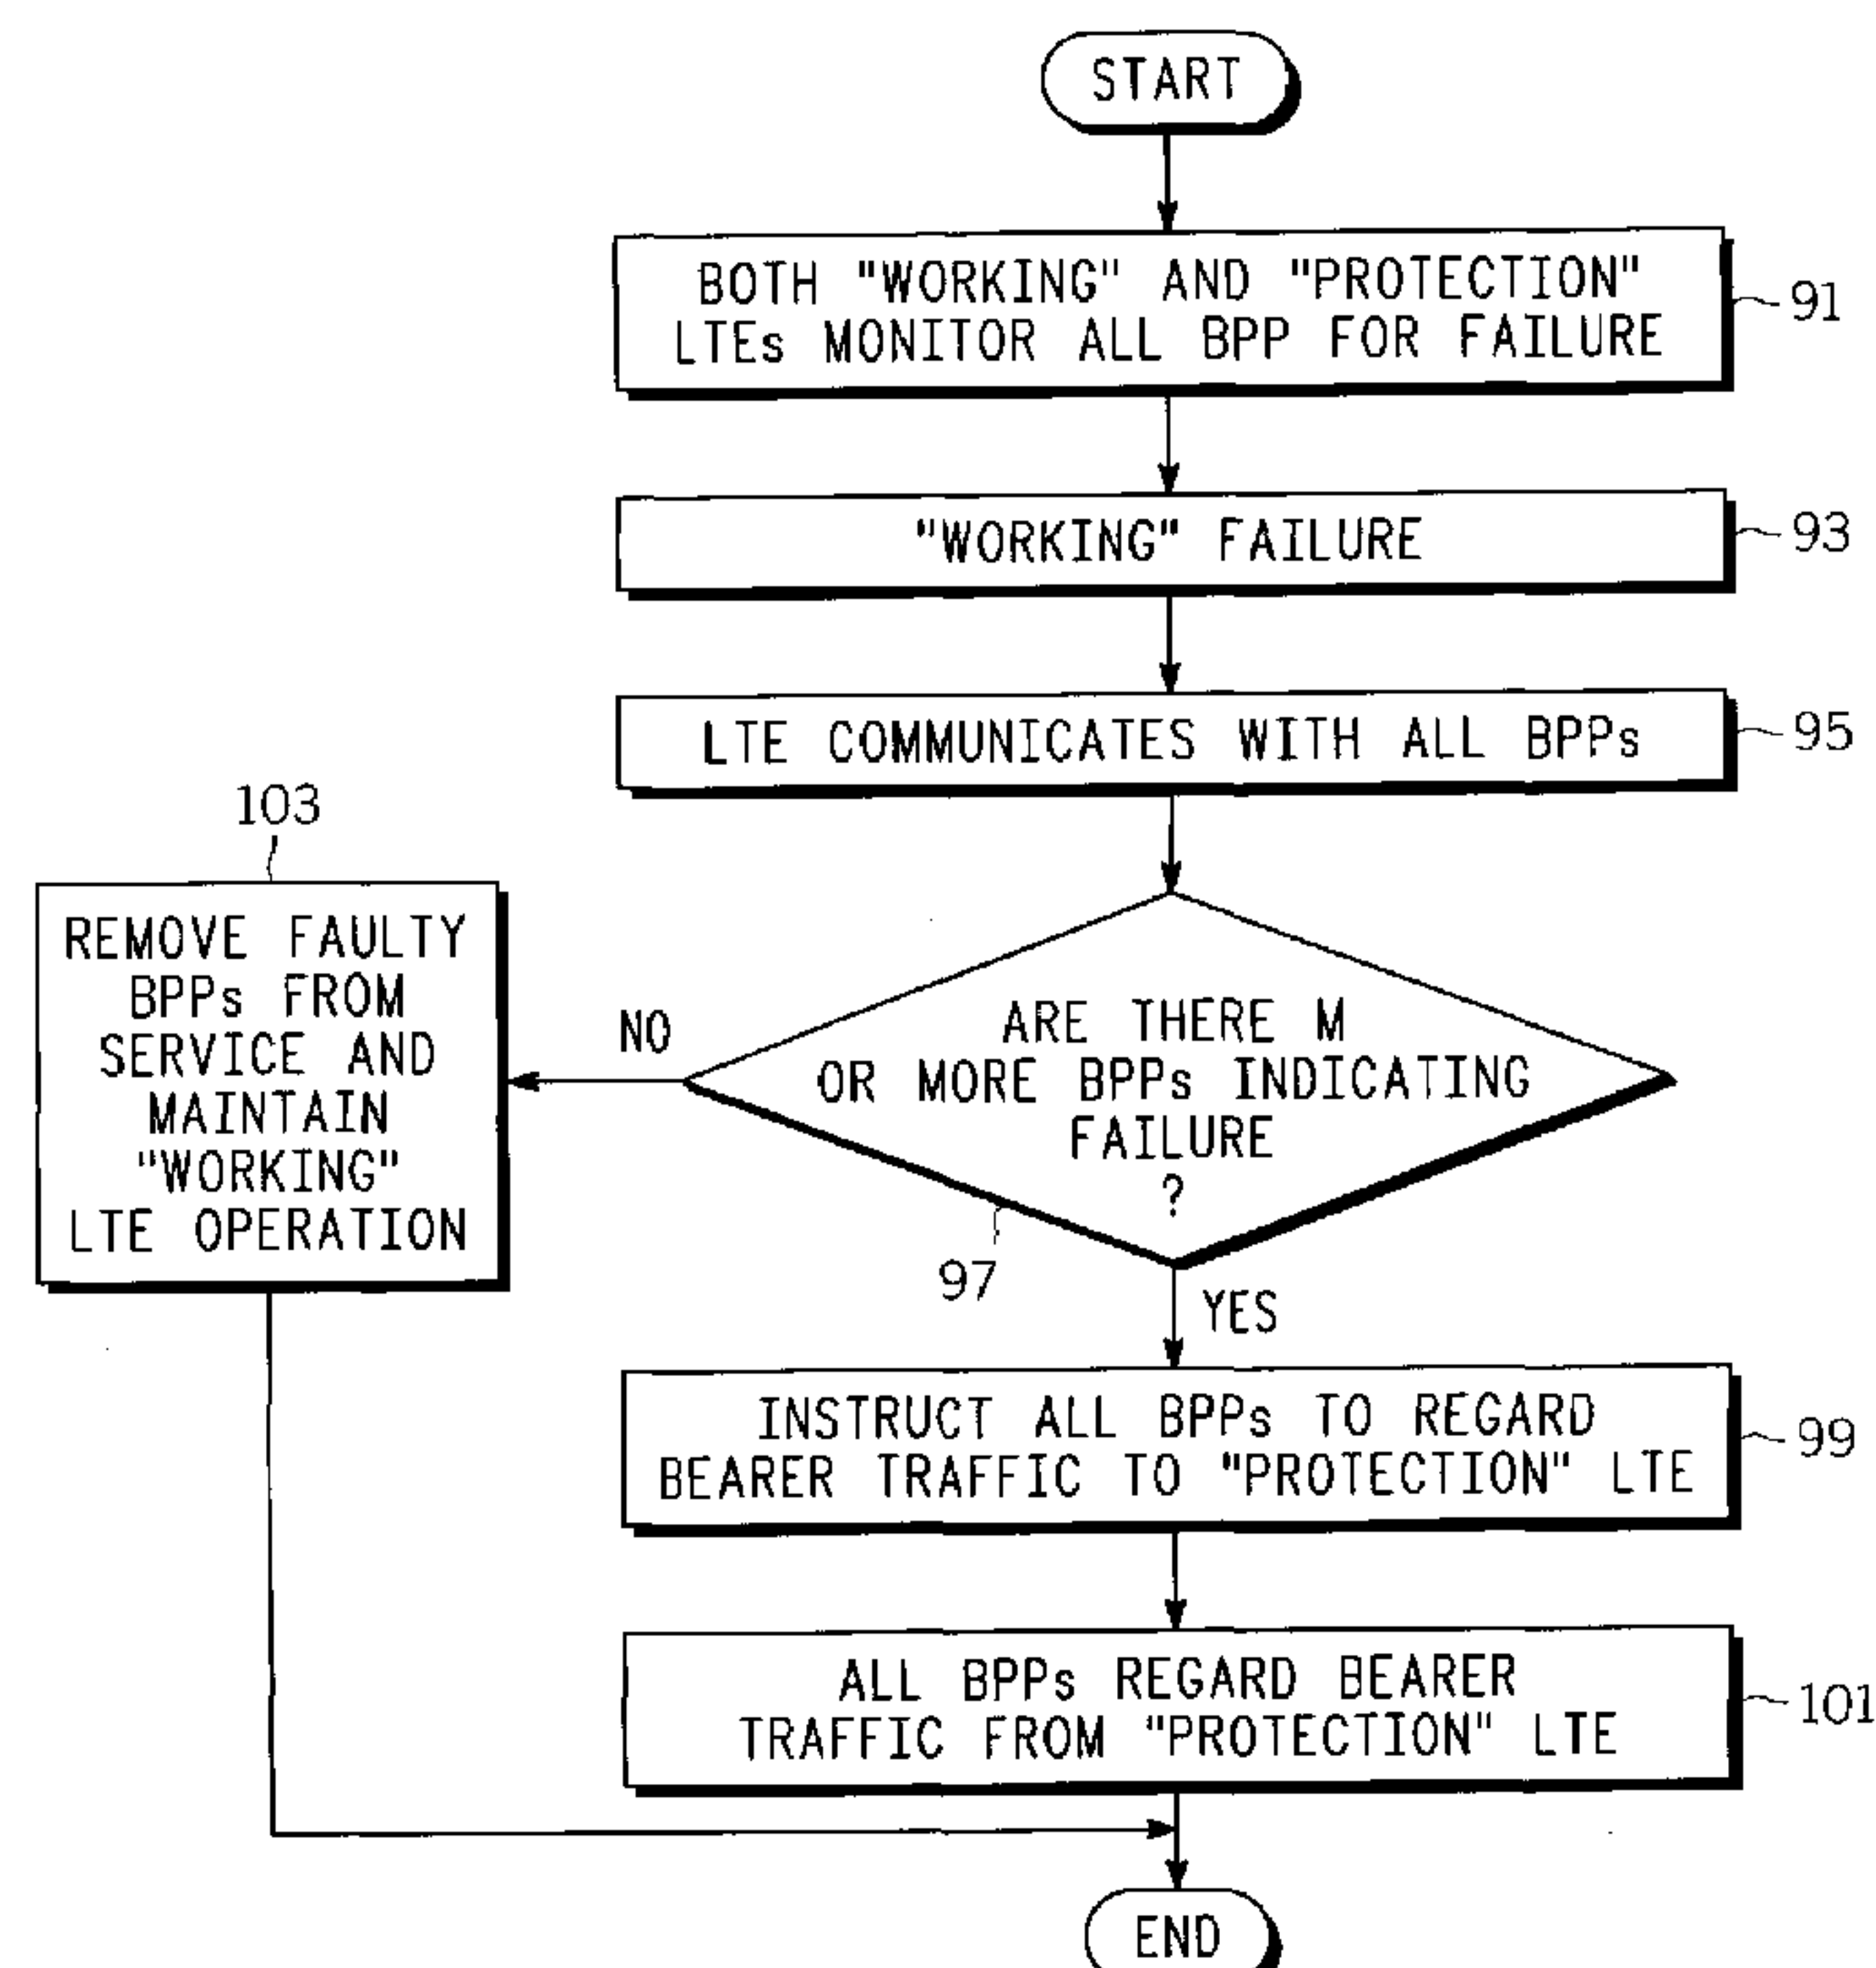 START
BOTH "WORKING" AND "PROTECTION"
LTEs MONITOR ALL BPP FOR FAILURE
91
"WORKING" FAILURE
93
LTE COMMUNICATES WITH ALL BPPs
95
103
REMOVE FAULTY
BPPs FROM
SERVICE AND
MAINTAIN
"WORKING"
LTE OPERATION
NO
ARE THERE M
OR MORE BPPs INDICATING
FAILURE
?
97
YES
INSTRUCT ALL BPPs TO REGARD
BEARER TRAFFIC TO "PROTECTION" LTE
99
ALL BPPs REGARD BEARER
TRAFFIC FROM "PROTECTION" LTE
101
END